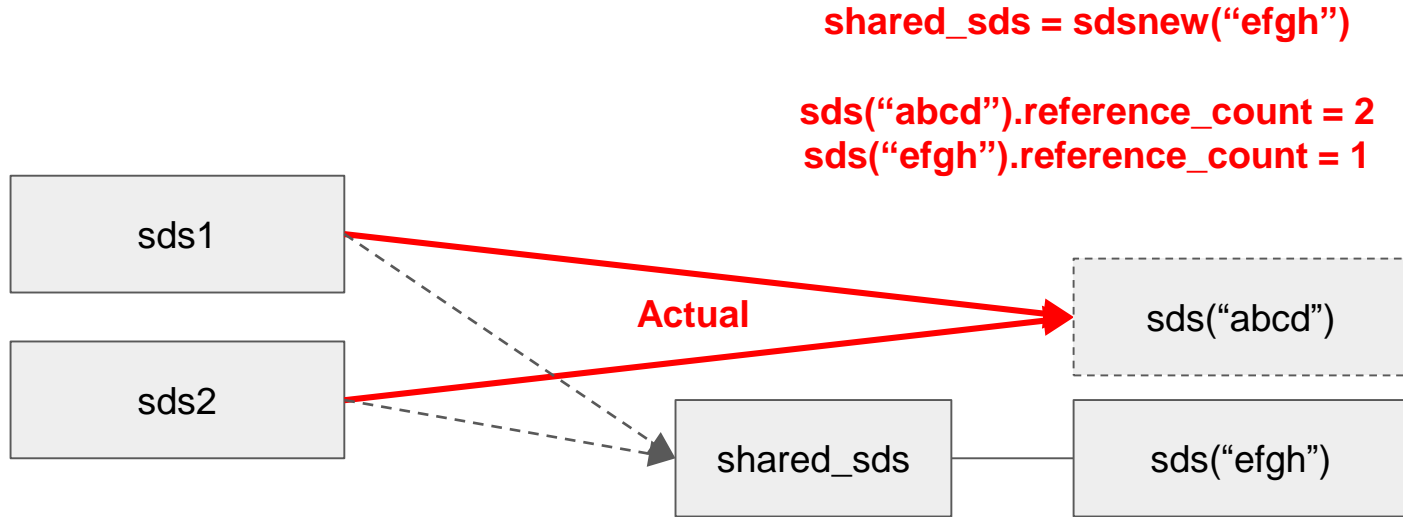 shared_sds = sdsnew(“efgh”)
sds(“abcd”).reference_count = 2
sds(“efgh”).reference_count = 1
sds1
Actual
sds(“abcd”)
sds2
shared_sds
sds(“efgh”)